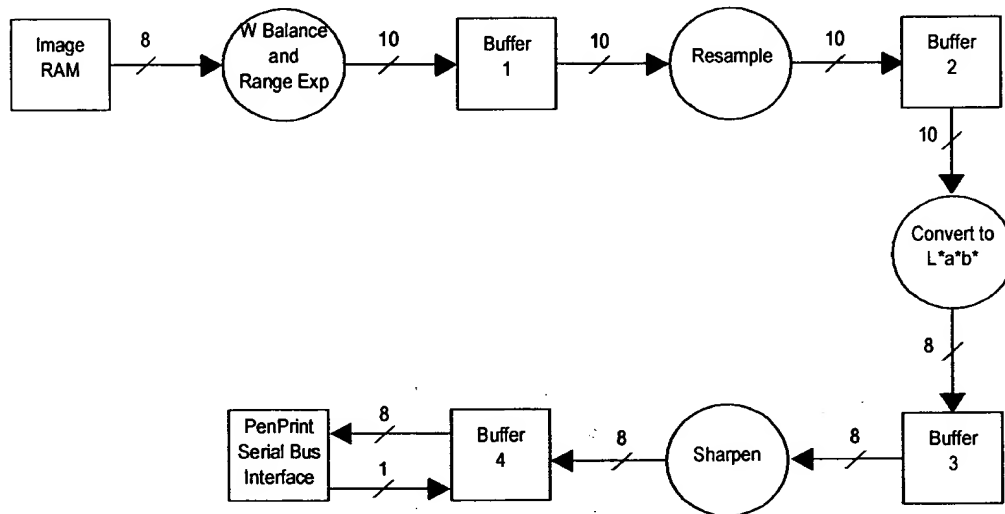 Image
RAM
8
W Balance
and
Range Exp
10
Buffer
1
10
Resample
10
Buffer
2
10
Convert to
L*a*b*
8
Buffer
3
8
Sharpen
8
Buffer
4
8
1
PenPrint
Serial Bus
Interface